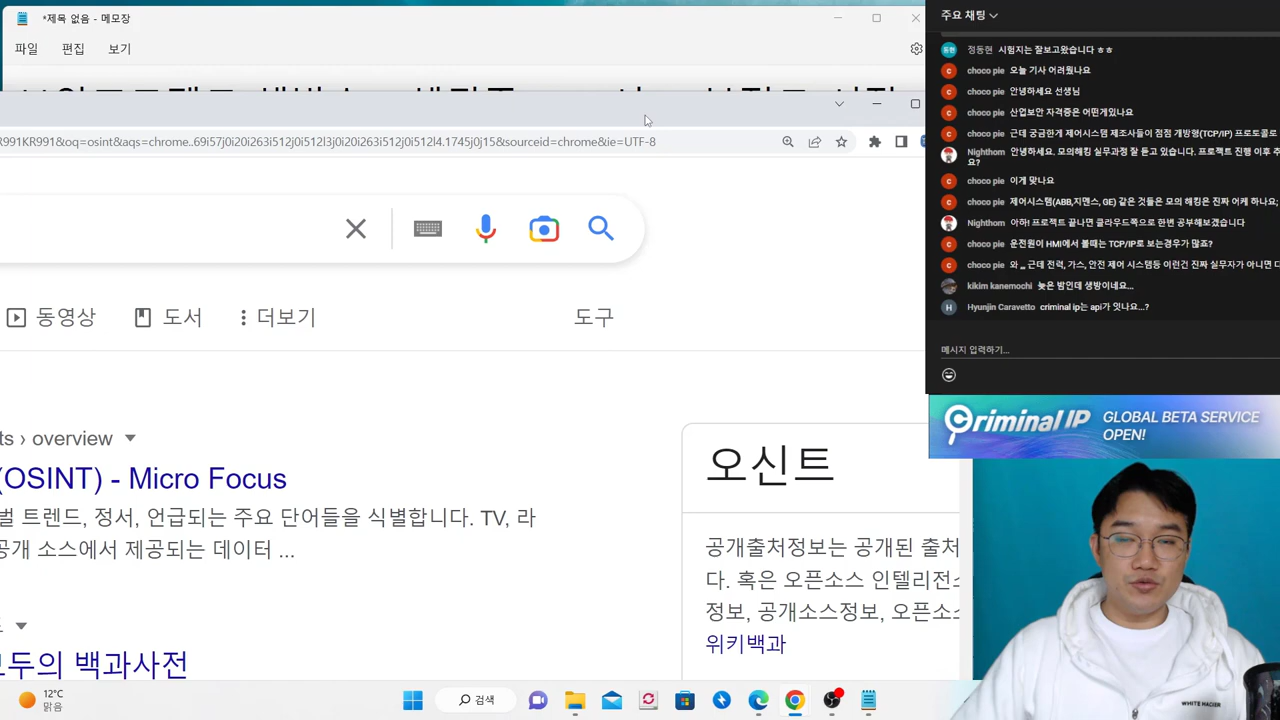 *제목 없음 - 메모장
파일 편집 보기
R991KR991&oq=osint&aqs=chrome..69i57j0i20i263i512j0i512l3j0i20i263i512j0i512l4.1745j0j15&sourceid=chrome&ie=UTF-8
동영상 도서 더보기 도구
ts › overview
(OSINT) - Micro Focus
벌 트렌드, 정서, 언급되는 주요 단어들을 식별합니다. TV, 라
공개 소스에서 제공되는 데이터 ...
모두의 백과사전
오신트
공개출처정보는 공개된 출처
다. 혹은 오픈소스 인텔리전스
정보, 공개소스정보, 오픈소스
위키백과
주요 채팅
동현 정동현 시험지는 잘보고왔습니다 ㅎㅎ
c choco pie 오늘 기사 어려웠나요
c choco pie 안녕하세요 선생님
c choco pie 산업보안 자격증은 어떤게있나요
c choco pie 근데 궁금한게 제어시스템 제조사들이 점점 개방형(TCP/IP) 프로토콜
Nighthom 안녕하세요. 모의해킹 실무과정 잘 듣고 있습니다. 프로젝트 진행 이후 추
요?
c choco pie 이게 맞나요
c choco pie 제어시스템(ABB,지멘스, GE) 같은 것들은 모의 해킹은 진짜 어케 하나요;
Nighthom 아하! 프로젝트 끝나면 클라우드쪽으로 한번 공부해보겠습니다
c choco pie 운전원이 HMI에서 볼때는 TCP/IP로 보는경우가 많죠?
c choco pie 와 ,,, 근데 전력, 가스, 안전 제어 시스템등 이런건 진짜 실무자가 아니면 다
kikim kanemochi 늦은 밤인데 생방이네요...
H Hyunjin Caravetto criminal ip는 api가 잇나요...?
메시지 입력하기...
Criminal IP GLOBAL BETA SERVICE
OPEN!
WHITE HACKER
12°C
맑음
검색